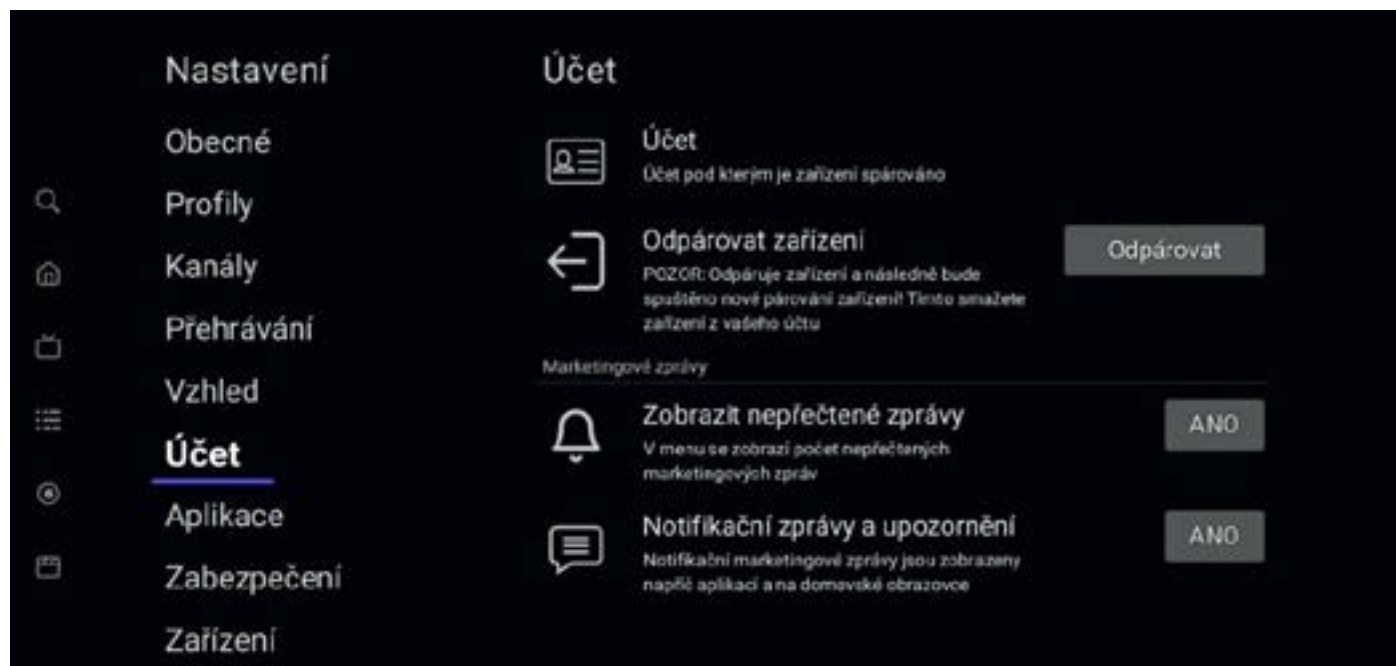 Nastavení
Obecné
Profily
Kanály
Přehrávání
Vzhled
Účet
Aplikace
Zabezpečení
Zařízení
Účet
Účet
Účet pod kterým je zařízení spárováno
Odpárovat zařízení
POZOR: Odpáruje zařízení a následně bude
spuštěno nové párování zařízení! Tímto smažete
zařízení z vašeho účtu
Odpárovat
Marketingové zprávy
Zobrazit nepřečtené zprávy
V menu se zobrazí počet nepřečtených
marketingových zpráv
ANO
Notifikační zprávy a upozornění
Notifikační marketingové zprávy jsou zobrazeny
napříč aplikací a na domovské obrazovce
ANO